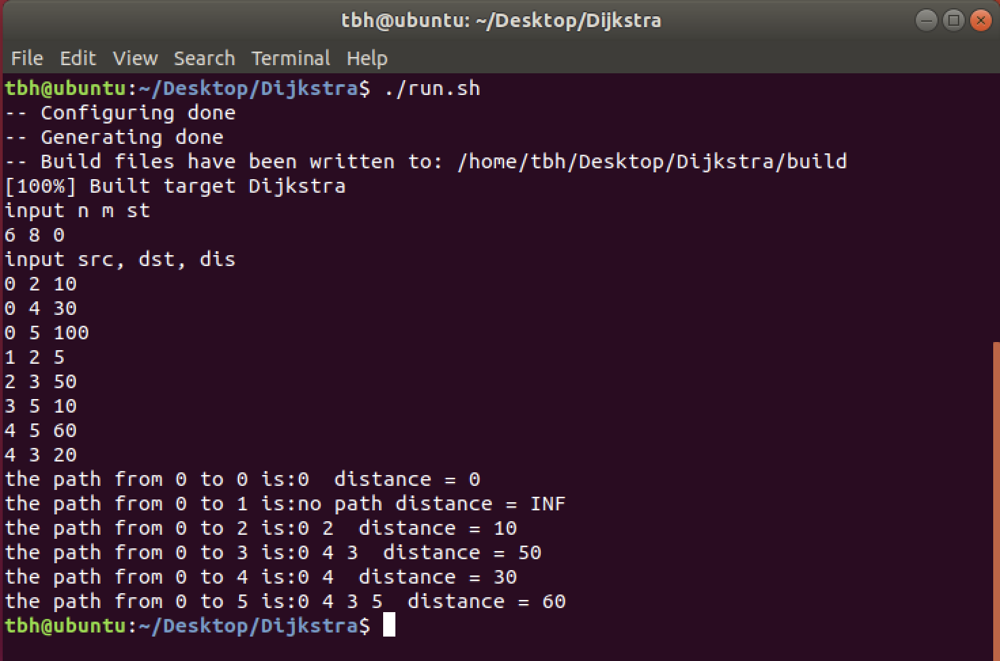 tbh@ubuntu: ~/Desktop/Dijkstra
File Edit View Search Terminal Help
tbh@ubuntu:~/Desktop/Dijkstra$ ./run.sh
-- Configuring done
-- Generating done
-- Build files have been written to: /home/tbh/Desktop/Dijkstra/build
[100%] Built target Dijkstra
input n m st
6 8 0
input src, dst, dis
0 2 10
0 4 30
0 5 100
1 2 5
2 3 50
3 5 10
4 5 60
4 3 20
the path from 0 to 0 is:0  distance = 0
the path from 0 to 1 is:no path distance = INF
the path from 0 to 2 is:0 2  distance = 10
the path from 0 to 3 is:0 4 3  distance = 50
the path from 0 to 4 is:0 4  distance = 30
the path from 0 to 5 is:0 4 3 5  distance = 60
tbh@ubuntu:~/Desktop/Dijkstra$